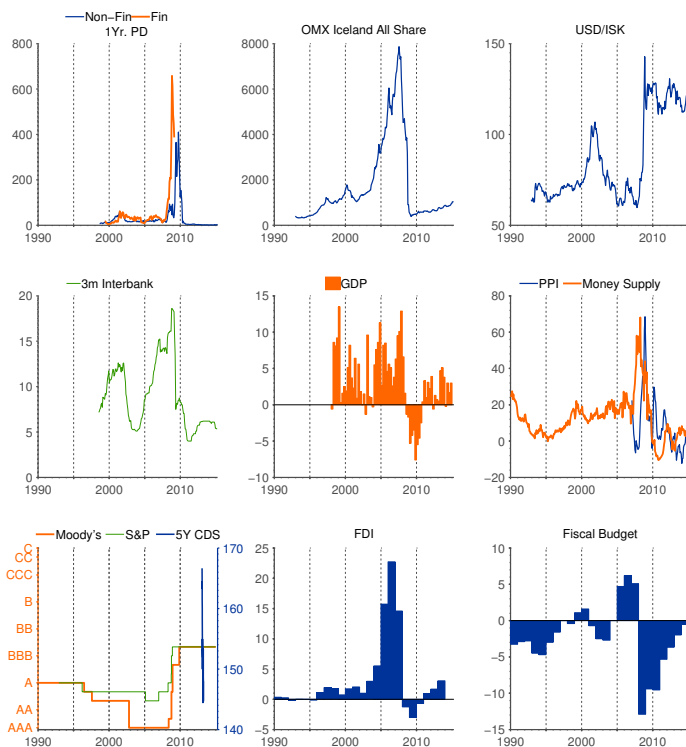 Non-Fin Fin
1Yr. PD
800
600
400
200
0
1990 2000 2010
OMX Iceland All Share
8000
6000
4000
2000
0
1990 2000 2010
USD/ISK
150
100
50
1990 2000 2010
3m Interbank
20
15
10
5
0
1990 2000 2010
GDP
15
10
5
0
−5
−10
1990 2000 2010
PPI Money Supply
80
60
40
20
0
−20
1990 2000 2010
Moody's S&P 5Y CDS
C
CC
CCC
B
BB
BBB
A
AA
AAA
170
160
150
140
1990 2000 2010
FDI
25
20
15
10
5
0
−5
1990 2000 2010
Fiscal Budget
10
5
0
−5
−10
−15
1990 2000 2010